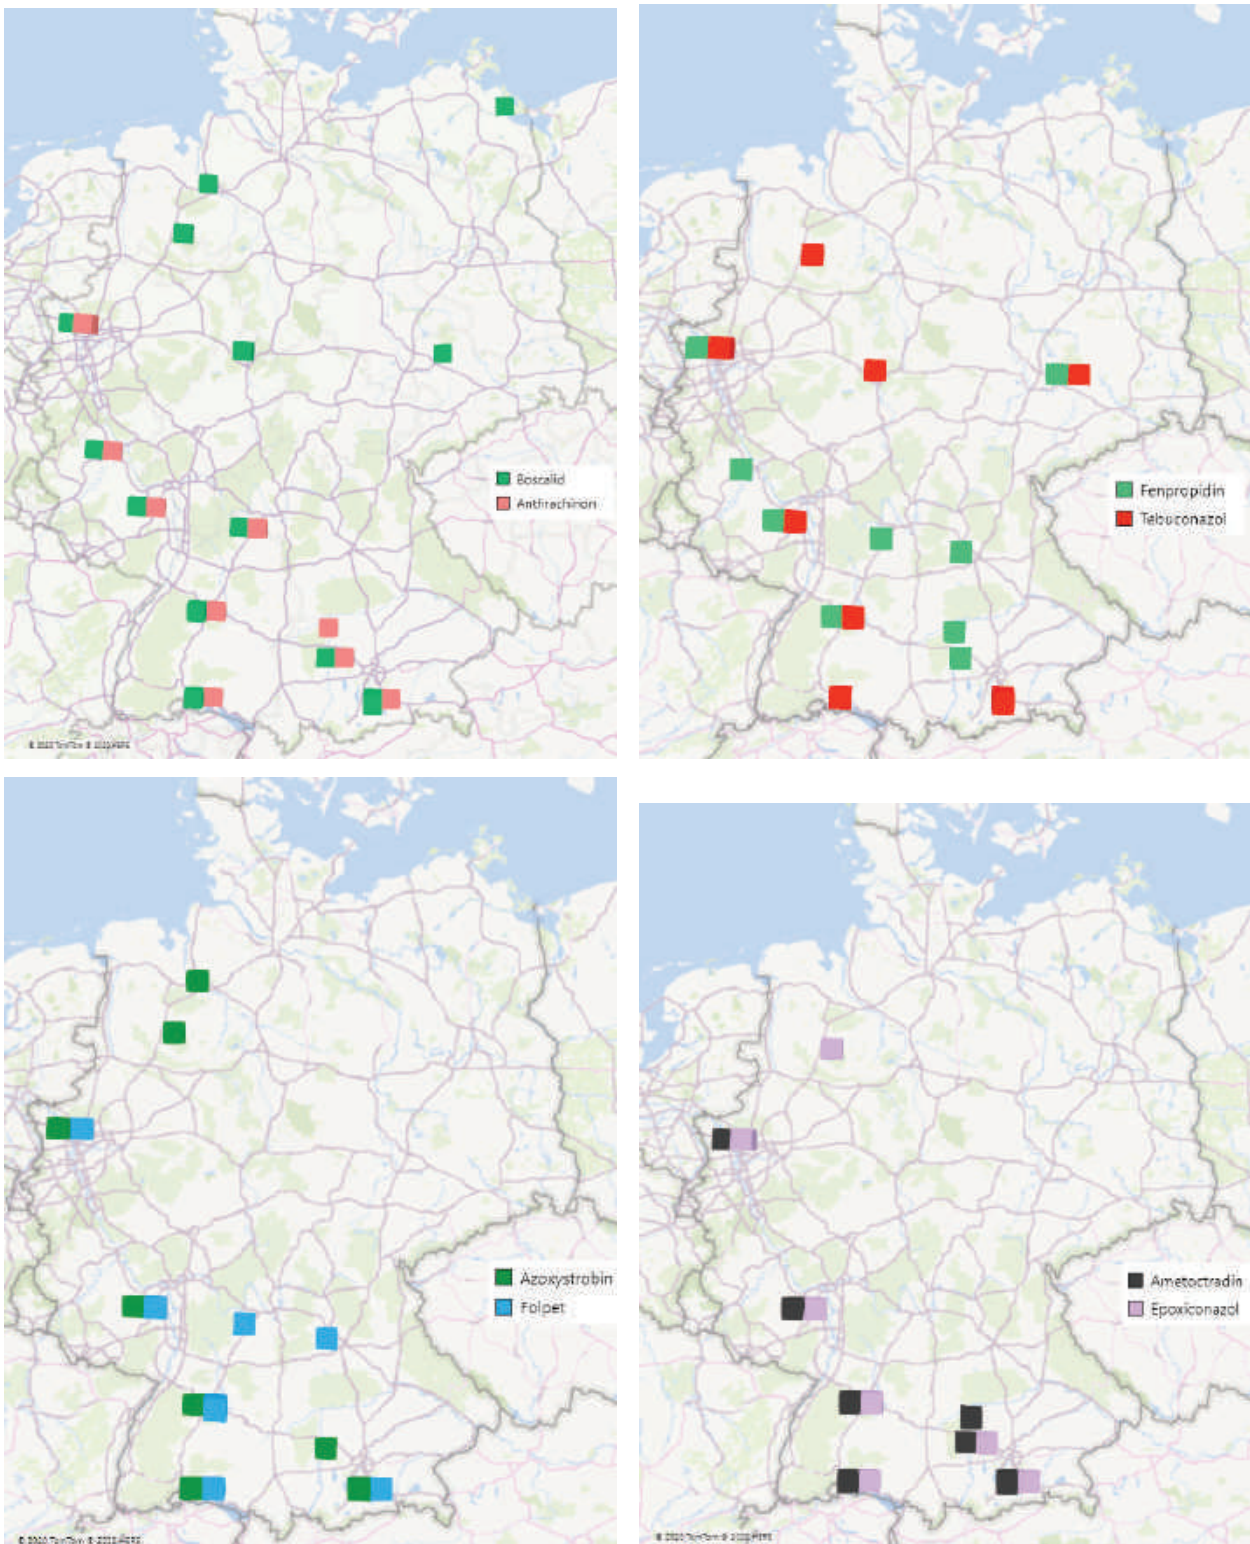 Boscalid
Anthrachinon
Fenpropidin
Tebuconazol
Azoxystrobin
Folpet
Ametoctradin
Epoxiconazol